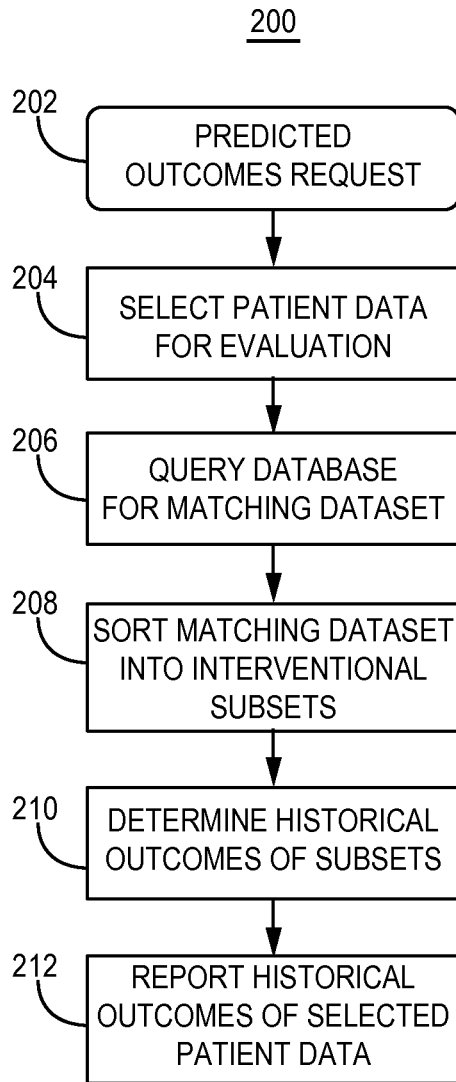 200
202
PREDICTED
OUTCOMES REQUEST
204
SELECT PATIENT DATA
FOR EVALUATION
206
QUERY DATABASE
FOR MATCHING DATASET
208
SORT MATCHING DATASET
INTO INTERVENTIONAL
SUBSETS
210
DETERMINE HISTORICAL
OUTCOMES OF SUBSETS
212
REPORT HISTORICAL
OUTCOMES OF SELECTED
PATIENT DATA